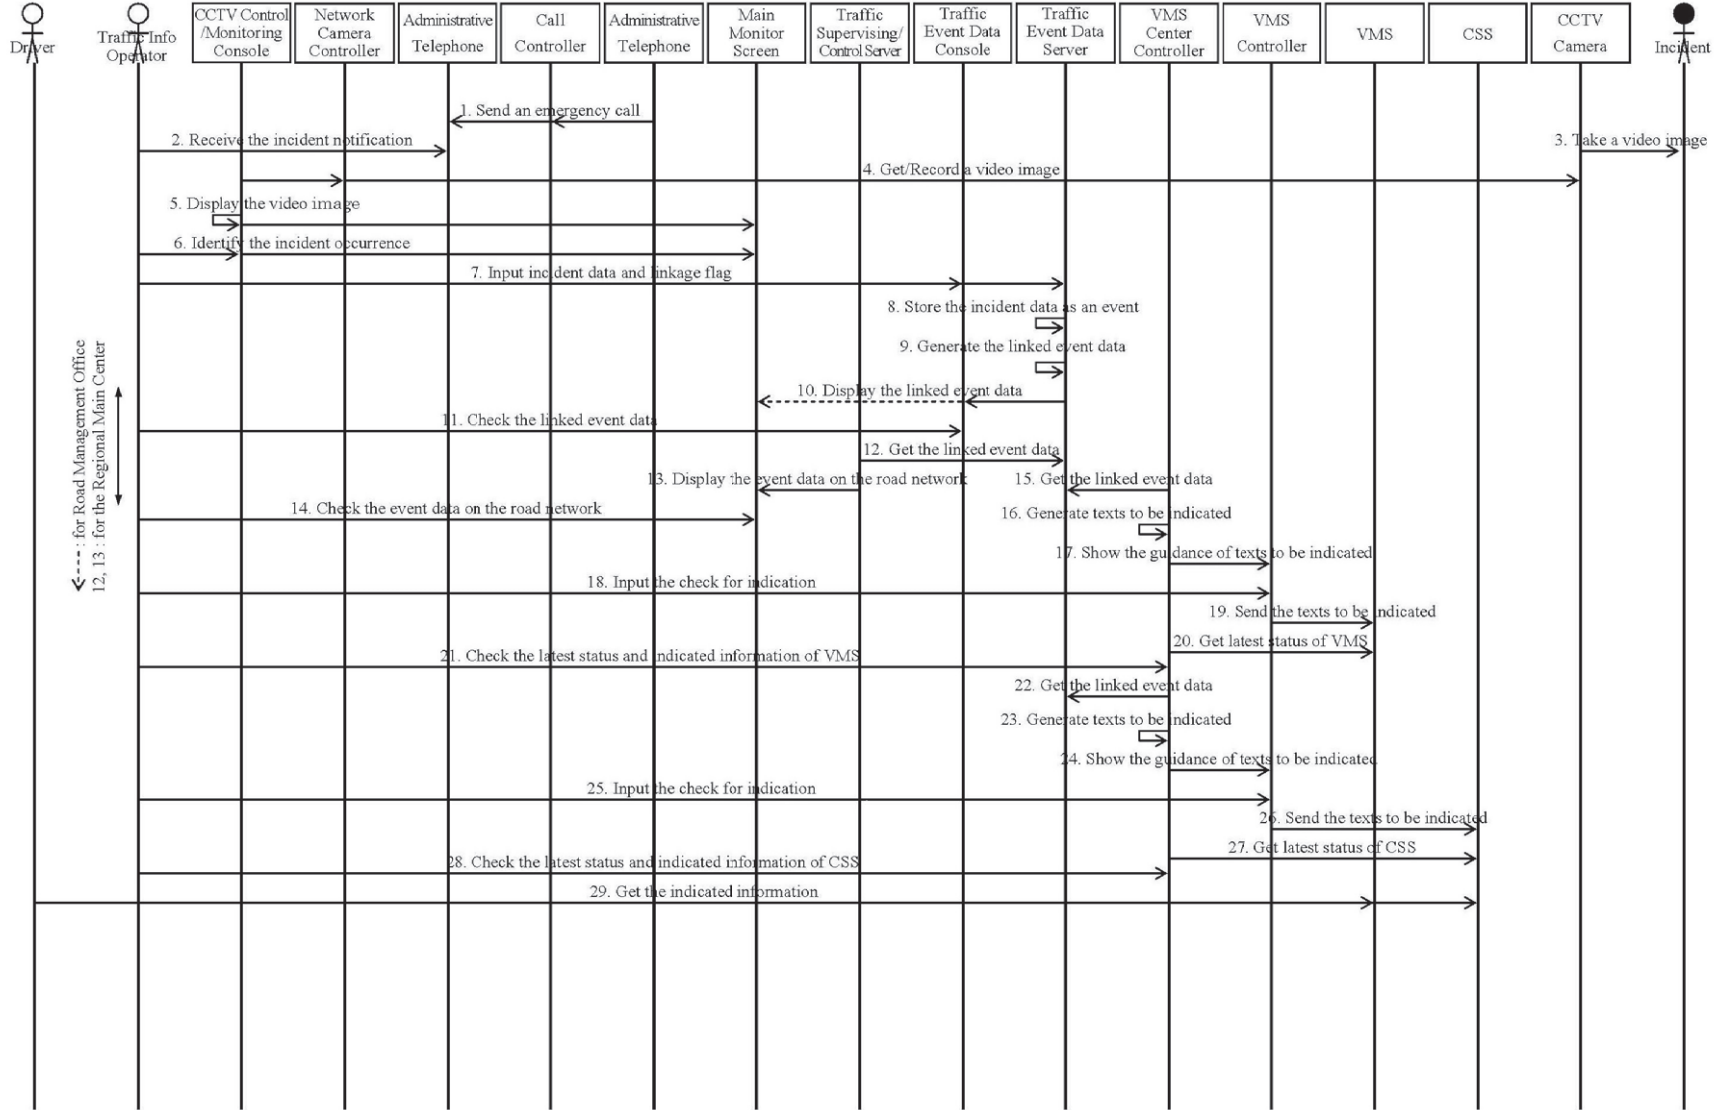 Driver
Traffic Info
Operator
CCTV Control
/Monitoring
Console
Network
Camera
Controller
Administrative
Telephone
Call
Controller
Administrative
Telephone
Main
Monitor
Screen
Traffic
Supervising/
Control Server
Traffic
Event Data
Console
Traffic
Event Data
Server
VMS
Center
Controller
VMS
Controller
VMS
CSS
CCTV
Camera
Incident
1. Send an emergency call
2. Receive the incident notification
3. Take a video image
4. Get/Record a video image
5. Display the video image
6. Identify the incident occurrence
7. Input incident data and linkage flag
8. Store the incident data as an event
9. Generate the linked event data
10. Display the linked event data
11. Check the linked event data
12. Get the linked event data
13. Display the event data on the road network
15. Get the linked event data
14. Check the event data on the road network
16. Generate texts to be indicated
17. Show the guidance of texts to be indicated
18. Input the check for indication
19. Send the texts to be indicated
20. Get latest status of VMS
21. Check the latest status and indicated information of VMS
22. Get the linked event data
23. Generate texts to be indicated
24. Show the guidance of texts to be indicated
25. Input the check for indication
26. Send the texts to be indicated
27. Get latest status of CSS
28. Check the latest status and indicated information of CSS
29. Get the indicated information
: for Road Management Office
12, 13 : for the Regional Main Center